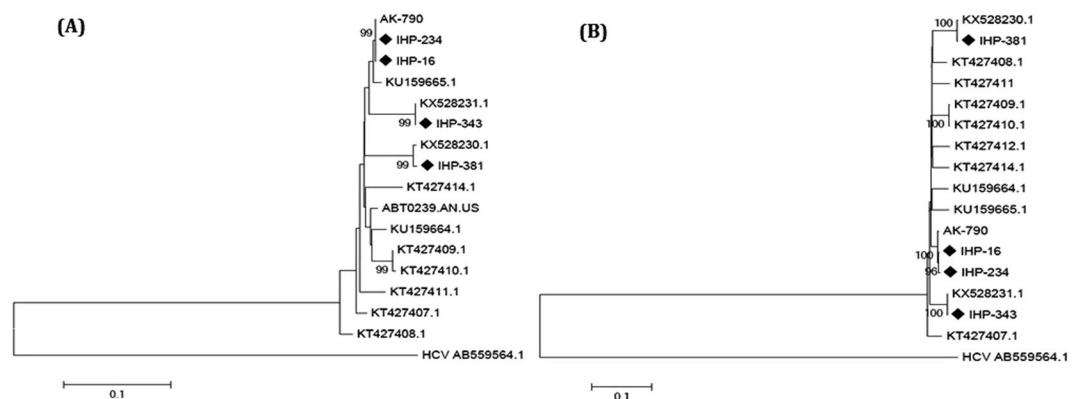 (A)
AK-790
99
IHP-234
IHP-16
KU159665.1
KX528231.1
99
IHP-343
KX528230.1
99
IHP-381
KT427414.1
ABT0239.AN.US
KU159664.1
KT427409.1
99
KT427410.1
KT427411.1
KT427407.1
KT427408.1
HCV AB559564.1
0.1
(B)
100
KX528230.1
IHP-381
KT427408.1
KT427411
KT427409.1
100
KT427410.1
KT427412.1
KT427414.1
KU159664.1
KU159665.1
AK-790
100
IHP-16
96
IHP-234
KX528231.1
100
IHP-343
KT427407.1
HCV AB559564.1
0.1